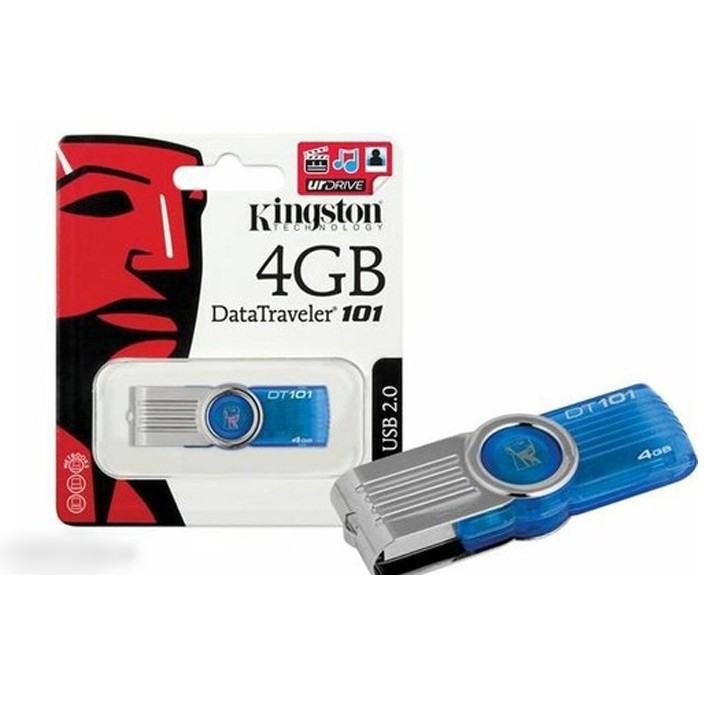 urDRIVE
Kingston
TECHNOLOGY
4GB
DataTraveler® 101
DT101
4GB
USB 2.0
DT101
4GB